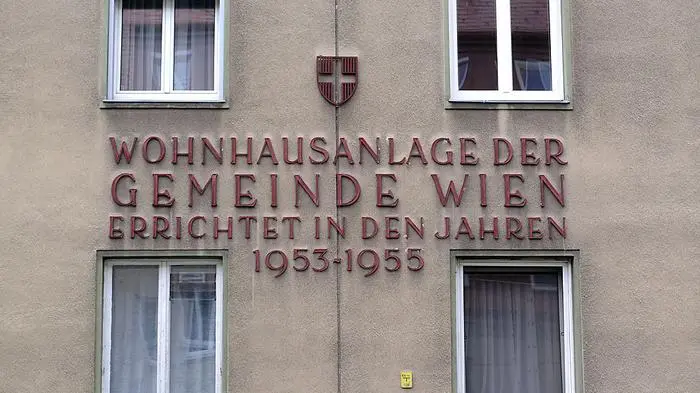 WOHNHAUSANLAGE DER
GEMEINDE WIEN
ERRICHTET IN DEN JAHREN
1953-1955